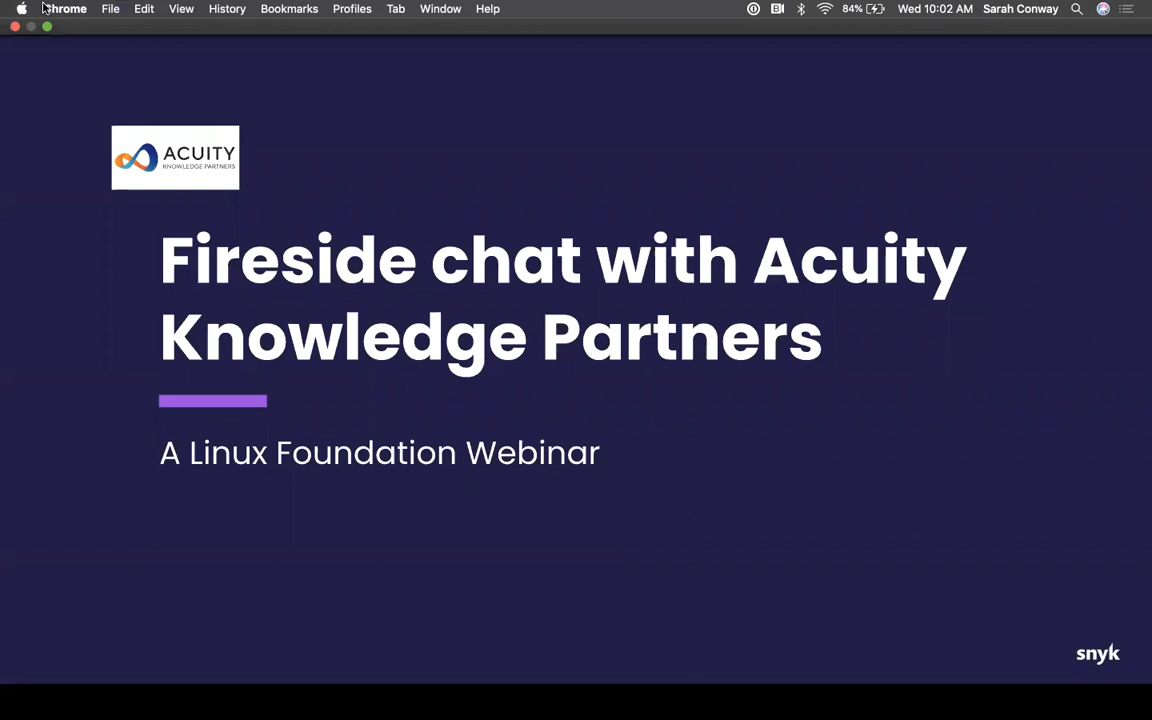 Chrome File Edit View History Bookmarks Profiles Tab Window Help 84% Wed 10:02 AM Sarah Conway
ACUITY
KNOWLEDGE PARTNERS
Fireside chat with Acuity
Knowledge Partners
A Linux Foundation Webinar
snyk